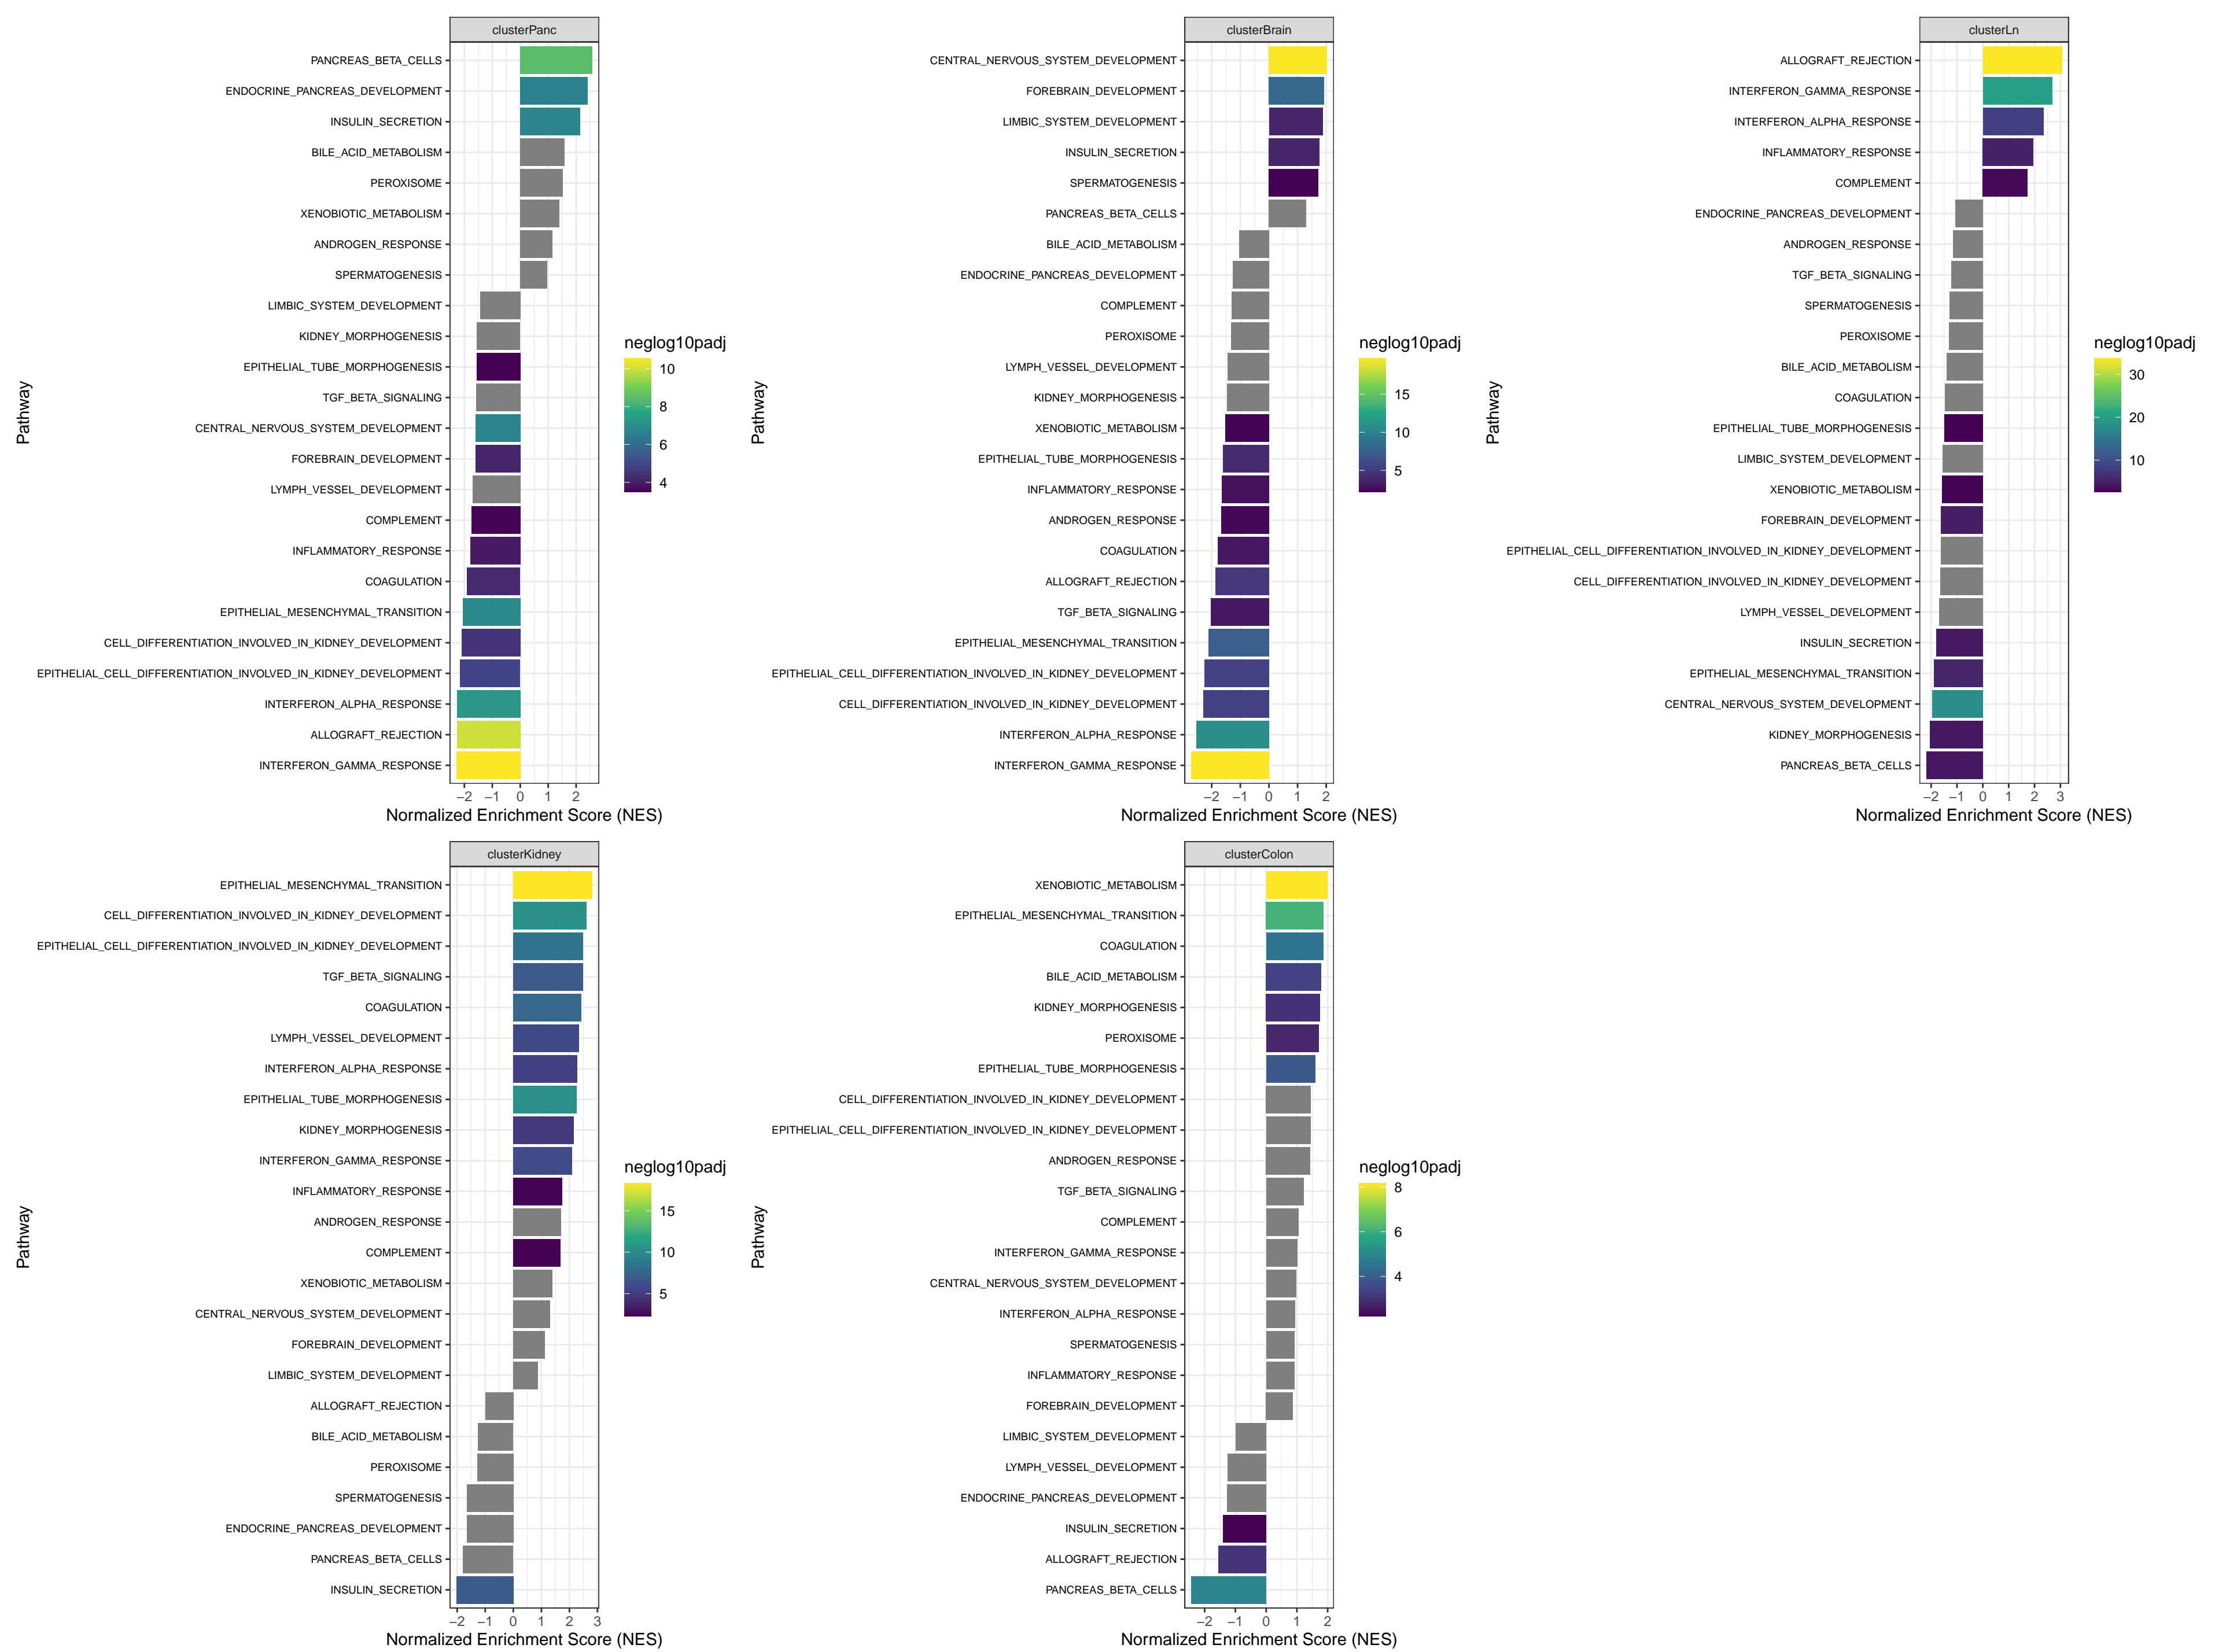 clusterPanc
PANCREAS_BETA_CELLS
ENDOCRINE_PANCREAS_DEVELOPMENT
INSULIN_SECRETION
BILE_ACID_METABOLISM
PEROXISOME
XENOBIOTIC_METABOLISM
ANDROGEN_RESPONSE
SPERMATOGENESIS
LIMBIC_SYSTEM_DEVELOPMENT
KIDNEY_MORPHOGENESIS
EPITHELIAL_TUBE_MORPHOGENESIS
TGF_BETA_SIGNALING
CENTRAL_NERVOUS_SYSTEM_DEVELOPMENT
FOREBRAIN_DEVELOPMENT
LYMPH_VESSEL_DEVELOPMENT
COMPLEMENT
INFLAMMATORY_RESPONSE
COAGULATION
EPITHELIAL_MESENCHYMAL_TRANSITION
CELL_DIFFERENTIATION_INVOLVED_IN_KIDNEY_DEVELOPMENT
EPITHELIAL_CELL_DIFFERENTIATION_INVOLVED_IN_KIDNEY_DEVELOPMENT
INTERFERON_ALPHA_RESPONSE
ALLOGRAFT_REJECTION
INTERFERON_GAMMA_RESPONSE
Pathway
−2 −1 0 1 2
Normalized Enrichment Score (NES)
neglog10padj
10
8
6
4
clusterBrain
CENTRAL_NERVOUS_SYSTEM_DEVELOPMENT
FOREBRAIN_DEVELOPMENT
LIMBIC_SYSTEM_DEVELOPMENT
INSULIN_SECRETION
SPERMATOGENESIS
PANCREAS_BETA_CELLS
BILE_ACID_METABOLISM
ENDOCRINE_PANCREAS_DEVELOPMENT
COMPLEMENT
PEROXISOME
LYMPH_VESSEL_DEVELOPMENT
KIDNEY_MORPHOGENESIS
XENOBIOTIC_METABOLISM
EPITHELIAL_TUBE_MORPHOGENESIS
INFLAMMATORY_RESPONSE
ANDROGEN_RESPONSE
COAGULATION
ALLOGRAFT_REJECTION
TGF_BETA_SIGNALING
EPITHELIAL_MESENCHYMAL_TRANSITION
EPITHELIAL_CELL_DIFFERENTIATION_INVOLVED_IN_KIDNEY_DEVELOPMENT
CELL_DIFFERENTIATION_INVOLVED_IN_KIDNEY_DEVELOPMENT
INTERFERON_ALPHA_RESPONSE
INTERFERON_GAMMA_RESPONSE
Pathway
−2 −1 0 1 2
Normalized Enrichment Score (NES)
neglog10padj
15
10
5
clusterLn
ALLOGRAFT_REJECTION
INTERFERON_GAMMA_RESPONSE
INTERFERON_ALPHA_RESPONSE
INFLAMMATORY_RESPONSE
COMPLEMENT
ENDOCRINE_PANCREAS_DEVELOPMENT
ANDROGEN_RESPONSE
TGF_BETA_SIGNALING
SPERMATOGENESIS
PEROXISOME
BILE_ACID_METABOLISM
COAGULATION
EPITHELIAL_TUBE_MORPHOGENESIS
LIMBIC_SYSTEM_DEVELOPMENT
XENOBIOTIC_METABOLISM
FOREBRAIN_DEVELOPMENT
EPITHELIAL_CELL_DIFFERENTIATION_INVOLVED_IN_KIDNEY_DEVELOPMENT
CELL_DIFFERENTIATION_INVOLVED_IN_KIDNEY_DEVELOPMENT
LYMPH_VESSEL_DEVELOPMENT
INSULIN_SECRETION
EPITHELIAL_MESENCHYMAL_TRANSITION
CENTRAL_NERVOUS_SYSTEM_DEVELOPMENT
KIDNEY_MORPHOGENESIS
PANCREAS_BETA_CELLS
Pathway
−2 −1 0 1 2 3
Normalized Enrichment Score (NES)
neglog10padj
30
20
10
clusterKidney
EPITHELIAL_MESENCHYMAL_TRANSITION
CELL_DIFFERENTIATION_INVOLVED_IN_KIDNEY_DEVELOPMENT
EPITHELIAL_CELL_DIFFERENTIATION_INVOLVED_IN_KIDNEY_DEVELOPMENT
TGF_BETA_SIGNALING
COAGULATION
LYMPH_VESSEL_DEVELOPMENT
INTERFERON_ALPHA_RESPONSE
EPITHELIAL_TUBE_MORPHOGENESIS
KIDNEY_MORPHOGENESIS
INTERFERON_GAMMA_RESPONSE
INFLAMMATORY_RESPONSE
ANDROGEN_RESPONSE
COMPLEMENT
XENOBIOTIC_METABOLISM
CENTRAL_NERVOUS_SYSTEM_DEVELOPMENT
FOREBRAIN_DEVELOPMENT
LIMBIC_SYSTEM_DEVELOPMENT
ALLOGRAFT_REJECTION
BILE_ACID_METABOLISM
PEROXISOME
SPERMATOGENESIS
ENDOCRINE_PANCREAS_DEVELOPMENT
PANCREAS_BETA_CELLS
INSULIN_SECRETION
Pathway
−2 −1 0 1 2 3
Normalized Enrichment Score (NES)
neglog10padj
15
10
5
clusterColon
XENOBIOTIC_METABOLISM
EPITHELIAL_MESENCHYMAL_TRANSITION
COAGULATION
BILE_ACID_METABOLISM
KIDNEY_MORPHOGENESIS
PEROXISOME
EPITHELIAL_TUBE_MORPHOGENESIS
CELL_DIFFERENTIATION_INVOLVED_IN_KIDNEY_DEVELOPMENT
EPITHELIAL_CELL_DIFFERENTIATION_INVOLVED_IN_KIDNEY_DEVELOPMENT
ANDROGEN_RESPONSE
TGF_BETA_SIGNALING
COMPLEMENT
INTERFERON_GAMMA_RESPONSE
CENTRAL_NERVOUS_SYSTEM_DEVELOPMENT
INTERFERON_ALPHA_RESPONSE
SPERMATOGENESIS
INFLAMMATORY_RESPONSE
FOREBRAIN_DEVELOPMENT
LIMBIC_SYSTEM_DEVELOPMENT
LYMPH_VESSEL_DEVELOPMENT
ENDOCRINE_PANCREAS_DEVELOPMENT
INSULIN_SECRETION
ALLOGRAFT_REJECTION
PANCREAS_BETA_CELLS
Pathway
−2 −1 0 1 2
Normalized Enrichment Score (NES)
neglog10padj
8
6
4